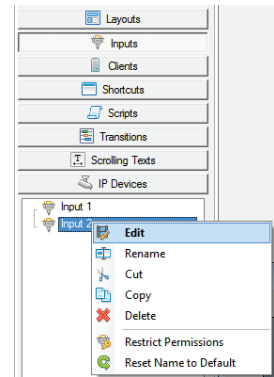 Layouts
Inputs
Clients
Shortcuts
Scripts
Transitions
Scrolling Texts
IP Devices
Input 1
Input 2
Edit
Rename
Cut
Copy
Delete
Restrict Permissions
Reset Name to Default